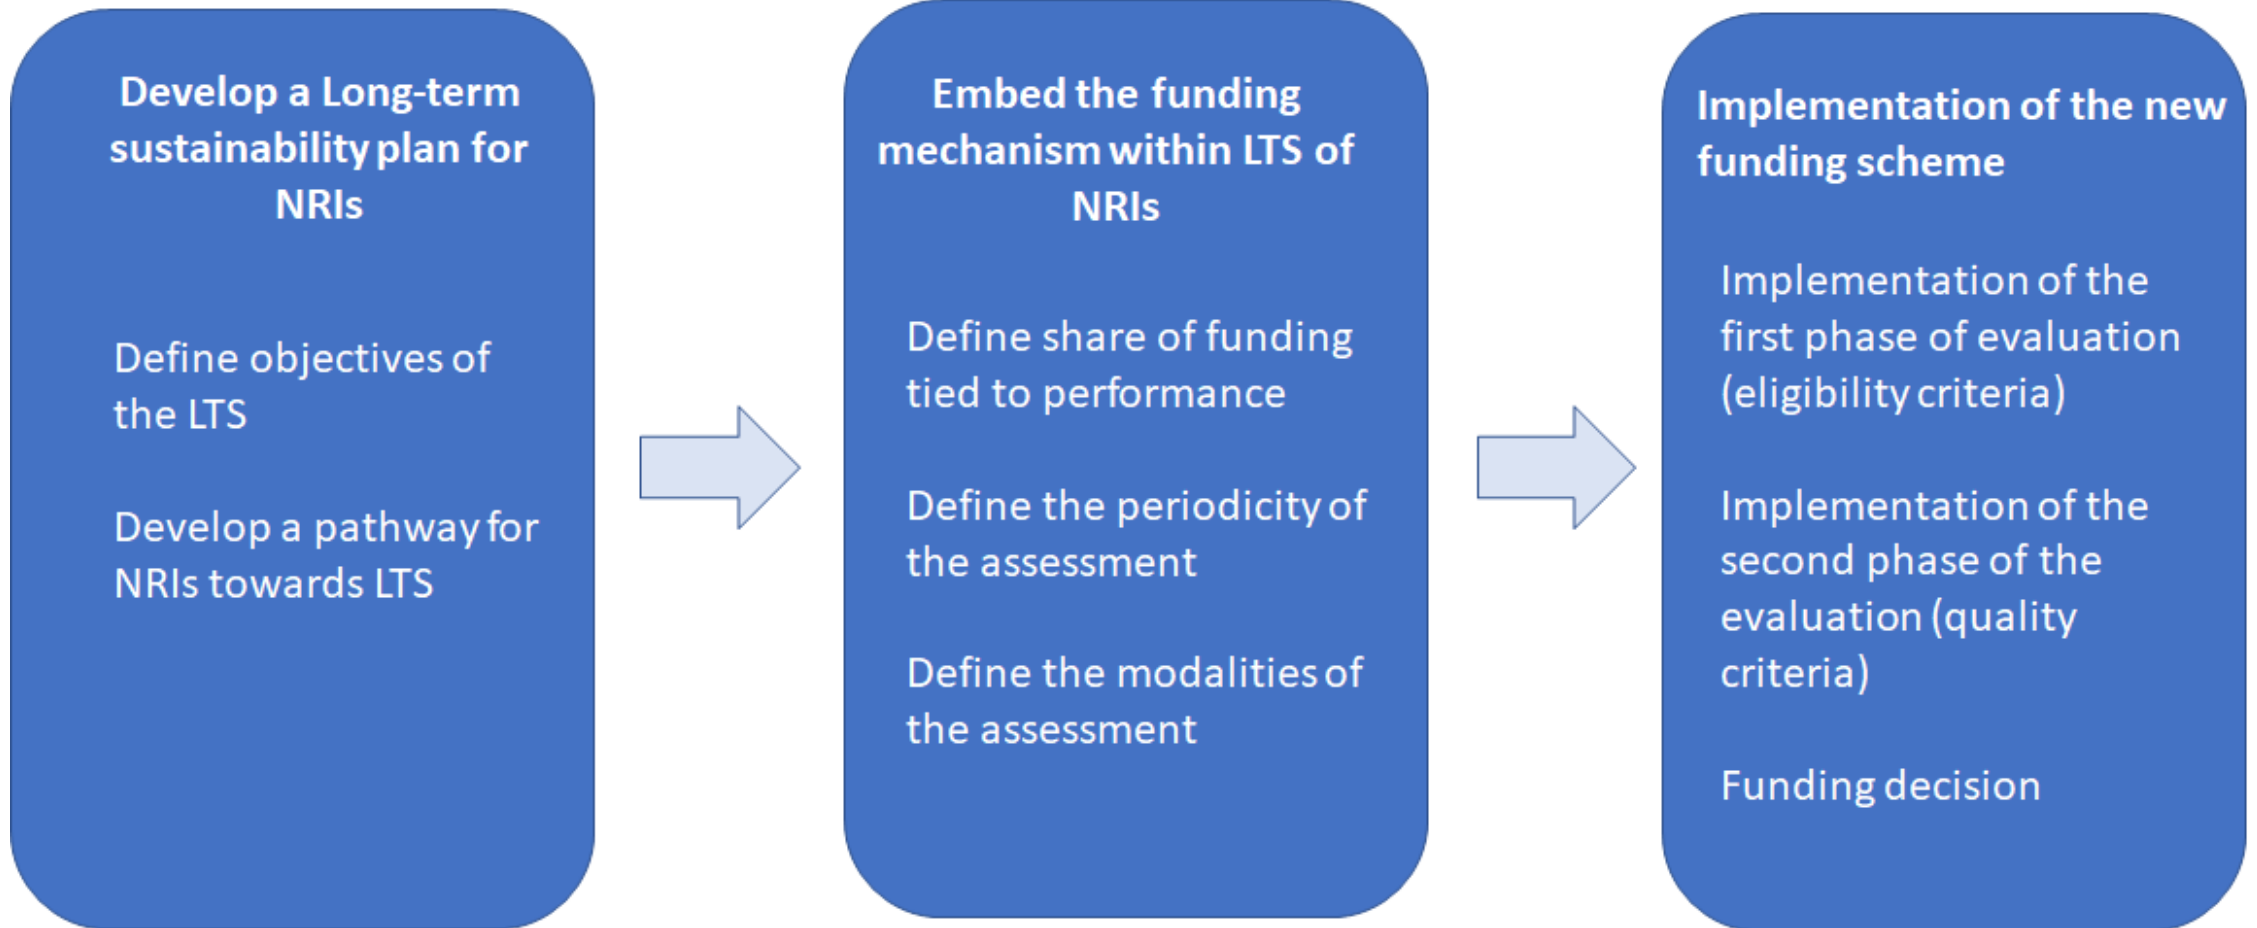 Develop a Long-term
sustainability plan for
NRIs
Define objectives of
the LTS
Develop a pathway for
NRIs towards LTS
Embed the funding
mechanism within LTS of
NRIs
Define share of funding
tied to performance
Define the periodicity of
the assessment
Define the modalities of
the assessment
Implementation of the new
funding scheme
Implementation of the
first phase of evaluation
(eligibility criteria)
Implementation of the
second phase of the
evaluation (quality
criteria)
Funding decision